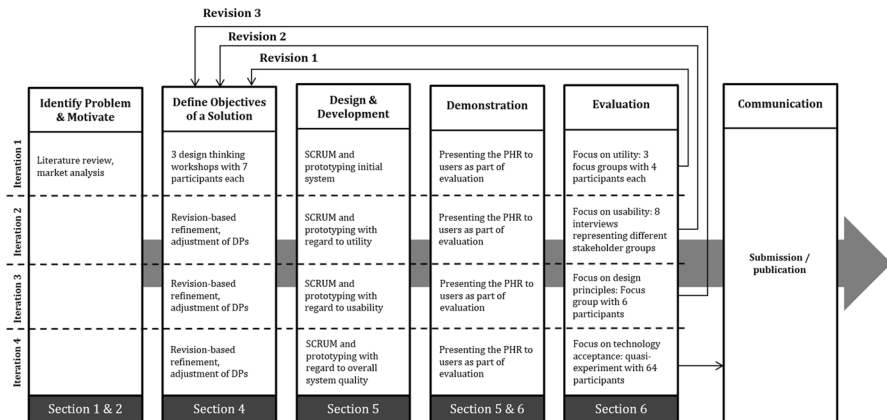 Revision 3
Revision 2
Revision 1
Identify Problem
& Motivate
Define Objectives
of a Solution
Design &
Development
Demonstration
Evaluation
Communication
Iteration 1
Literature review,
market analysis
3 design thinking
workshops with 7
participants each
SCRUM and
prototyping initial
system
Presenting the PHR to
users as part of
evaluation
Focus on utility: 3
focus groups with 4
participants each
Iteration 2
Revision-based
refinement,
adjustment of DPs
SCRUM and
prototyping with
regard to utility
Presenting the PHR to
users as part of
evaluation
Focus on usability: 8
interviews
representing different
stakeholder groups
Submission /
publication
Iteration 3
Revision-based
refinement,
adjustment of DPs
SCRUM and
prototyping with
regard to usability
Presenting the PHR to
users as part of
evaluation
Focus on design
principles: Focus
group with 6
participants
Iteration 4
Revision-based
refinement,
adjustment of DPs
SCRUM and
prototyping with
regard to overall
system quality
Presenting the PHR to
users as part of
evaluation
Focus on technology
acceptance: quasi-
experiment with 64
participants
Section 1 & 2
Section 4
Section 5
Section 5 & 6
Section 6